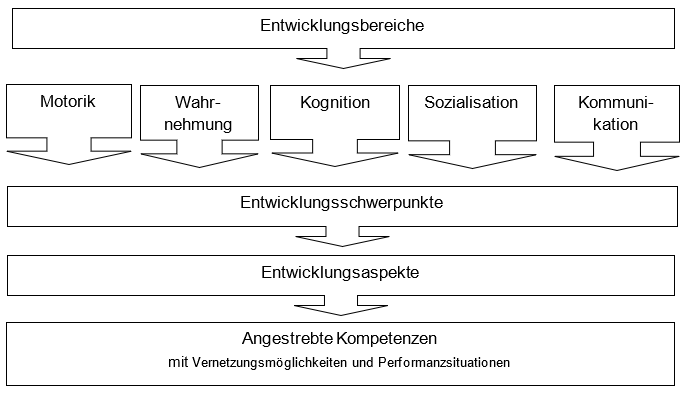 Entwicklungsbereiche
Motorik
Wahr-
nehmung
Kognition
Sozialisation
Kommuni-
kation
Entwicklungsschwerpunkte
Entwicklungsaspekte
Angestrebte Kompetenzen
mit Vernetzungsmöglichkeiten und Performanzsituationen